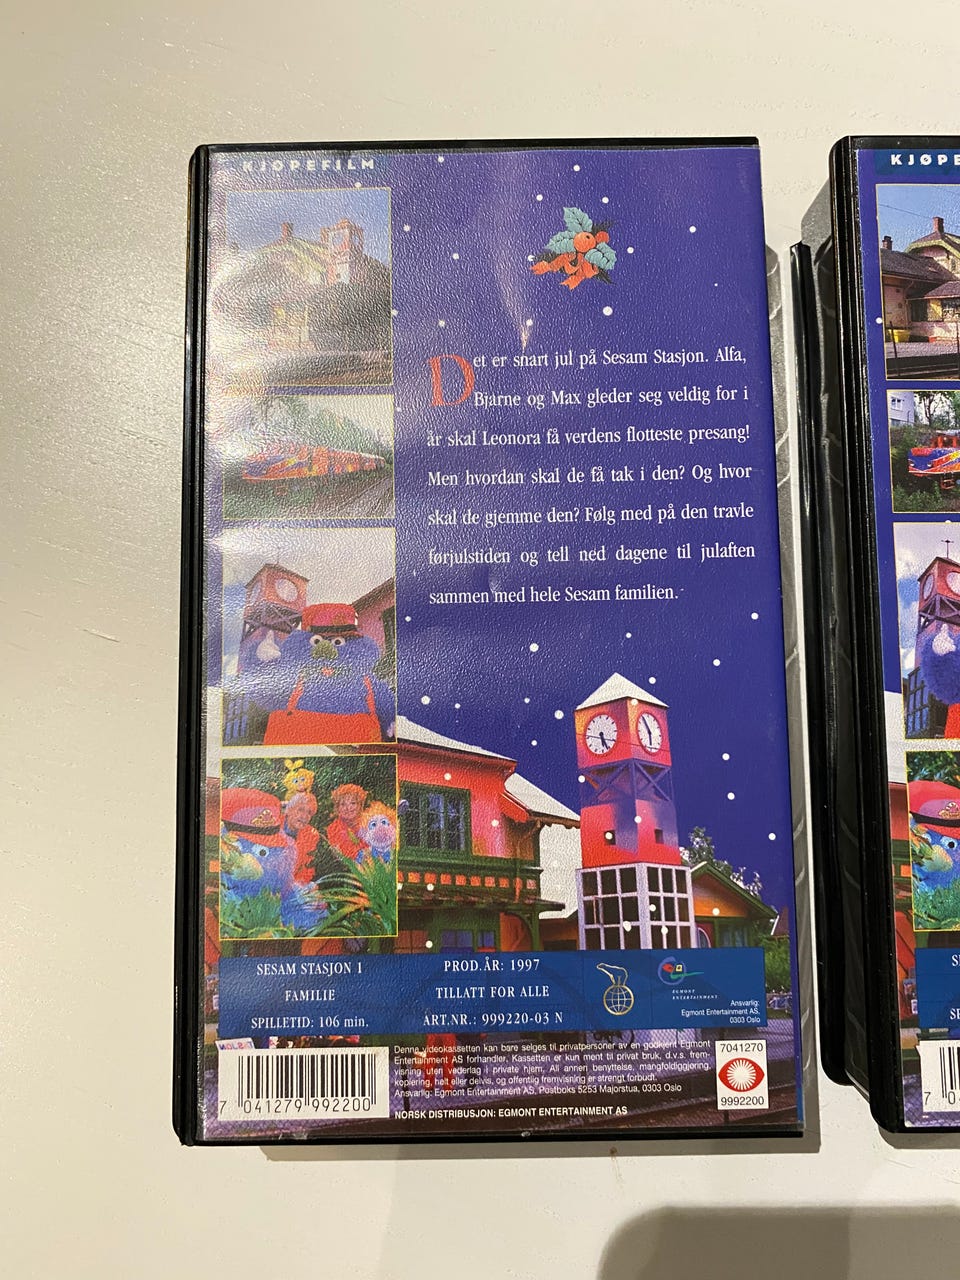 KJØPEFILM
Det er snart jul på Sesam Stasjon. Alfa,
Bjarne og Max gleder seg veldig for i
år skal Leonora få verdens flotteste presang!
Men hvordan skal de få tak i den? Og hvor
skal de gjemme den? Følg med på den travle
førjulstiden og tell ned dagene til julaften
sammen med hele Sesam familien.
SESAM STASJON 1
FAMILIE
SPILLETID: 106 min.
PROD.ÅR: 1997
TILLATT FOR ALLE
ART.NR.: 999220-03 N
EGMONT
ENTERTAINMENT
Ansvarlig:
Egmont Entertainment AS,
0303 Oslo
7 041279 992200
Denne videokassetten kan bare selges til privatpersoner av en godkjent Egmont
Entertainment AS forhandler. Kassetten er kun ment til privat bruk, d.v.s. frem-
visning uten vederlag i private hjem. All annen benyttelse, mangfoldiggjøring,
kopiering, helt eller delvis, og offentlig fremvisning er strengt forbudt.
Ansvarlig: Egmont Entertainment AS, Postboks 5253 Majorstua, 0303 Oslo
NORSK DISTRIBUSJON: EGMONT ENTERTAINMENT AS
7041270
9992200
KJØPE